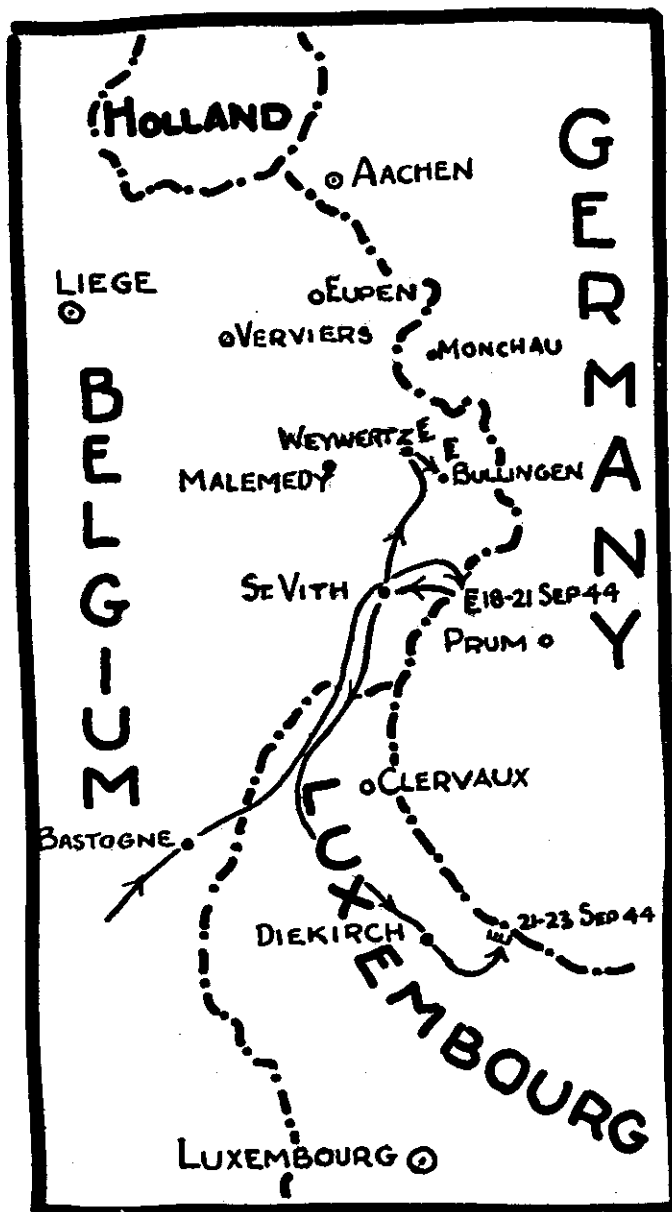 HOLLAND
GERMANY
AACHEN
LIEGE
EUPEN
VERVIERS
MONCHAU
BELGIUM
WEYWERTZ
MALEMEDY
BULLINGEN
ST VITH
E 18-21 SEP 44
PRUM
CLERVAUX
LUXEMBOURG
BASTOGNE
21-23 SEP 44
DIEKIRCH
LUXEMBOURG